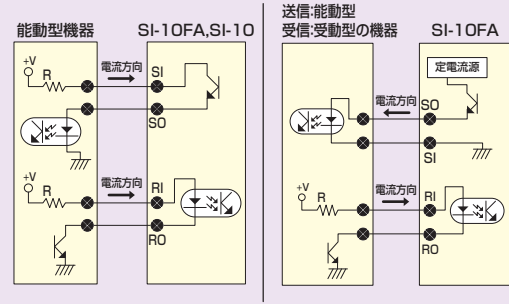 能動型機器
SI-10FA,SI-10
+V
R
電流方向
SI
SO
+V
R
電流方向
RI
RO
送信:能動型
受信:受動型の機器
SI-10FA
定電流源
電流方向
SO
SI
+V
R
電流方向
RI
RO